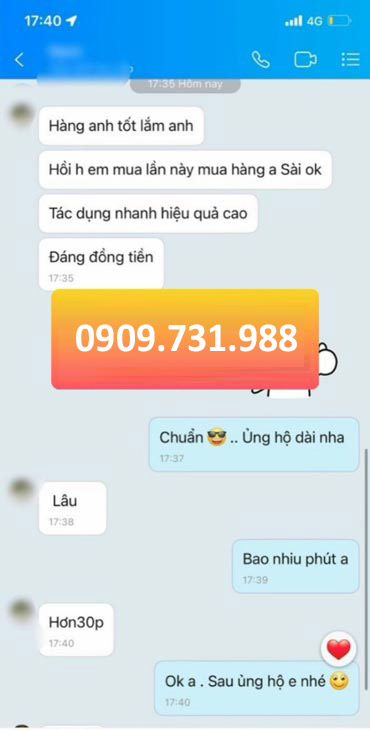 17:40
4G
17:35 Hôm nay
Hàng anh tốt lắm anh
Hồi h em mua lần này mua hàng a Sài ok
Tác dụng nhanh hiệu quả cao
Đáng đồng tiền
17:35
0909.731.988
Chuẩn 😎 .. Ủng hộ dài nha
17:37
Lâu
17:38
Bao nhiu phút a
17:39
Hơn30p
17:40
Ok a . Sau ủng hộ e nhé 🙂
17:40